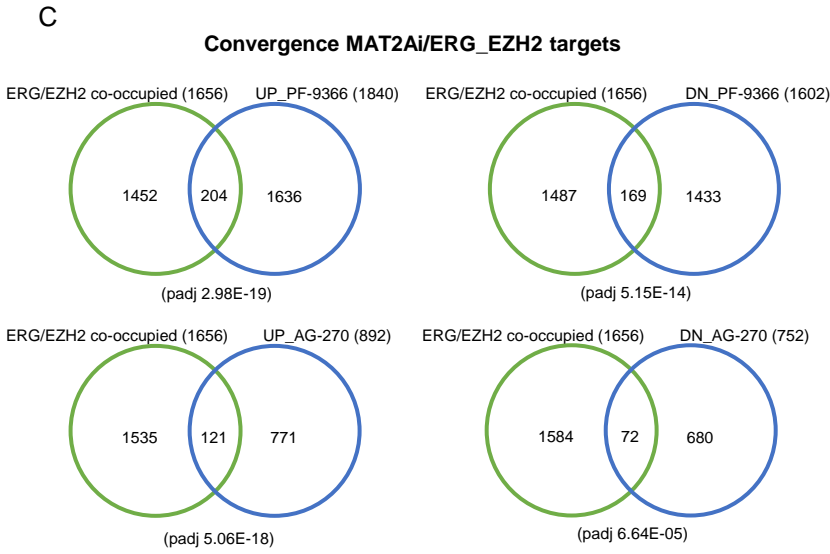 C
Convergence MAT2Ai/ERG_EZH2 targets
ERG/EZH2 co-occupied (1656) UP_PF-9366 (1840)
1452 204 1636
(padj 2.98E-19)
ERG/EZH2 co-occupied (1656) DN_PF-9366 (1602)
1487 169 1433
(padj 5.15E-14)
ERG/EZH2 co-occupied (1656) UP_AG-270 (892)
1535 121 771
(padj 5.06E-18)
ERG/EZH2 co-occupied (1656) DN_AG-270 (752)
1584 72 680
(padj 6.64E-05)